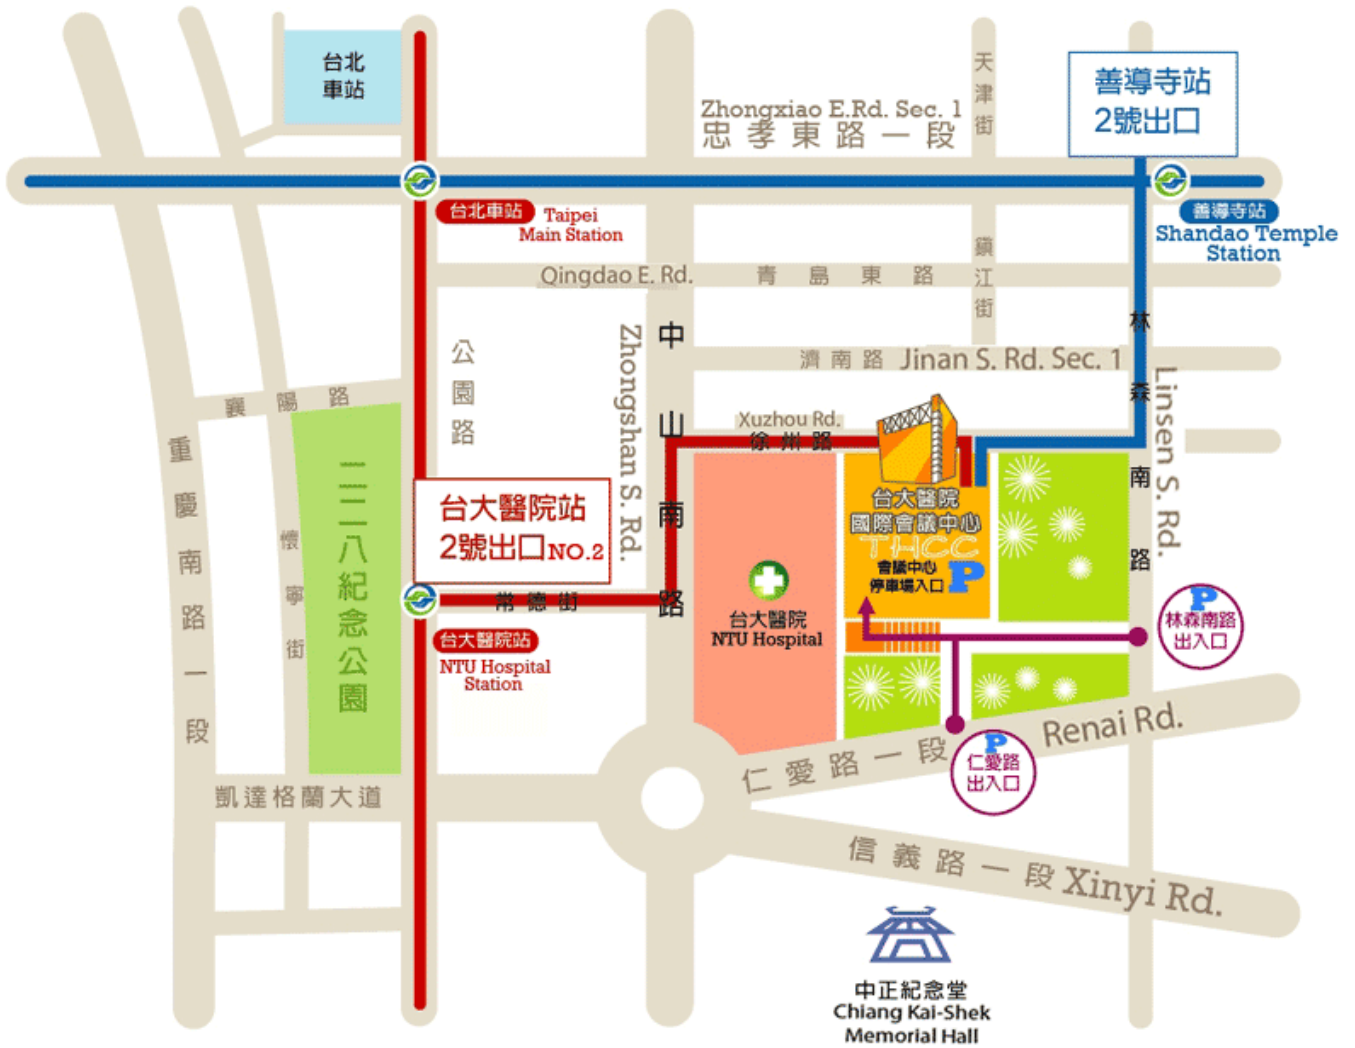 台北
車站
天津街
善導寺站
2號出口
Zhongxiao E.Rd. Sec. 1
忠孝東路一段
台北車站
Taipei
Main Station
善導寺站
Shandao Temple
Station
Qingdao E. Rd.
青島東路
鎮江街
公園路
Zhongshan S. Rd.
中山南路
濟南路 Jinan S. Rd. Sec. 1
林森南路
Linsen S. Rd.
襄陽路
Xuzhou Rd.
徐州路
重慶南路一段
二二八紀念公園
懷寧街
台大醫院站
2號出口NO.2
常德街
台大醫院站
NTU Hospital
Station
台大醫院
國際會議中心
THCC
會議中心
停車場入口 P
台大醫院
NTU Hospital
P
林森南路
出入口
P
仁愛路
出入口
仁愛路一段 Renai Rd.
凱達格蘭大道
信義路一段 Xinyi Rd.
中正紀念堂
Chiang Kai-Shek
Memorial Hall